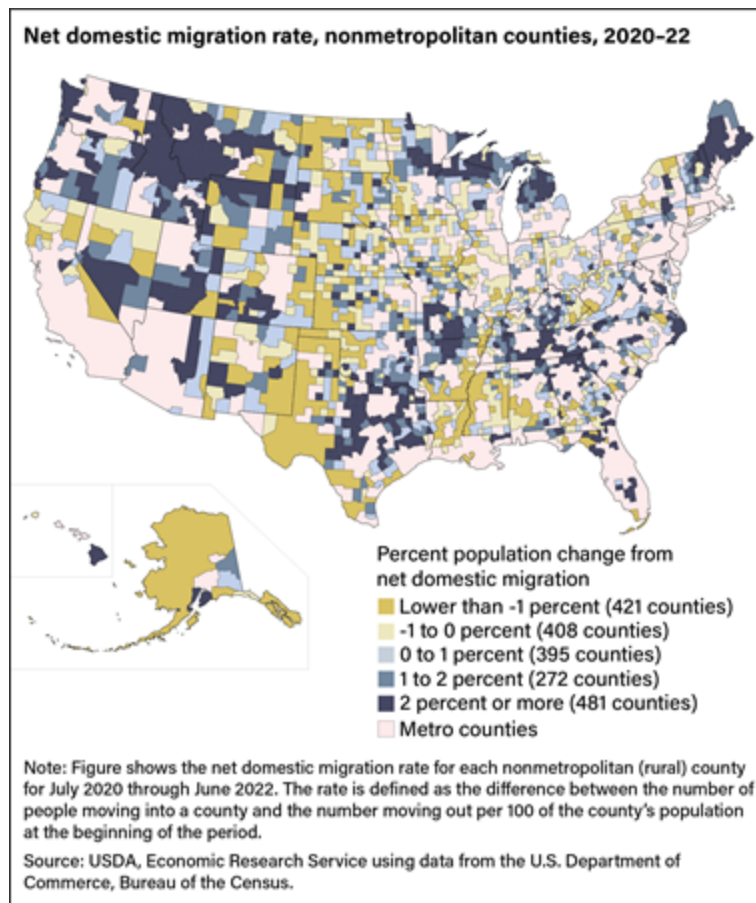 Net domestic migration rate, nonmetropolitan counties, 2020–22
Percent population change from
net domestic migration
Lower than -1 percent (421 counties)
-1 to 0 percent (408 counties)
0 to 1 percent (395 counties)
1 to 2 percent (272 counties)
2 percent or more (481 counties)
Metro counties
Note: Figure shows the net domestic migration rate for each nonmetropolitan (rural) county
for July 2020 through June 2022. The rate is defined as the difference between the number of
people moving into a county and the number moving out per 100 of the county's population
at the beginning of the period.
Source: USDA, Economic Research Service using data from the U.S. Department of
Commerce, Bureau of the Census.